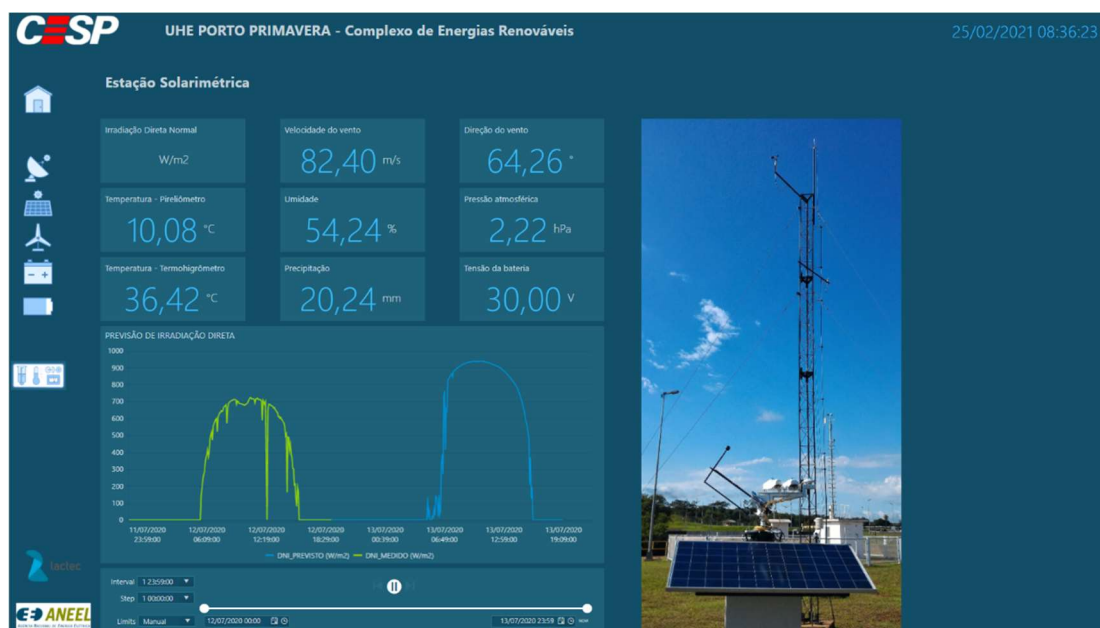 CESP
UHE PORTO PRIMAVERA - Complexo de Energias Renováveis
25/02/2021 08:36:23
Estação Solarimétrica
Irradiação Direta Normal
W/m2
Velocidade do vento
82,40 m/s
Direção do vento
64,26 °
Temperatura - Pireliômetro
10,08 °C
Umidade
54,24 %
Pressão atmosférica
2,22 hPa
Temperatura - Termohigrômetro
36,42 °C
Precipitação
20,24 mm
Tensão da bateria
30,00 V
PREVISÃO DE IRRADIAÇÃO DIRETA
1000
900
800
700
600
500
400
300
200
100
0
11/07/2020 12/07/2020 12/07/2020 12/07/2020 13/07/2020 13/07/2020 13/07/2020 13/07/2020
23:59:00 06:09:00 12:19:00 18:29:00 00:39:00 06:49:00 12:59:00 19:09:00
DNI_PREVISTO (W/m2) DNI_MEDIDO (W/m2)
lactec
Interval 1 23:59:00
Step 1 00:00:00
Limits Manual 12/07/2020 00:00 13/07/2020 23:59 NOW
ANEEL